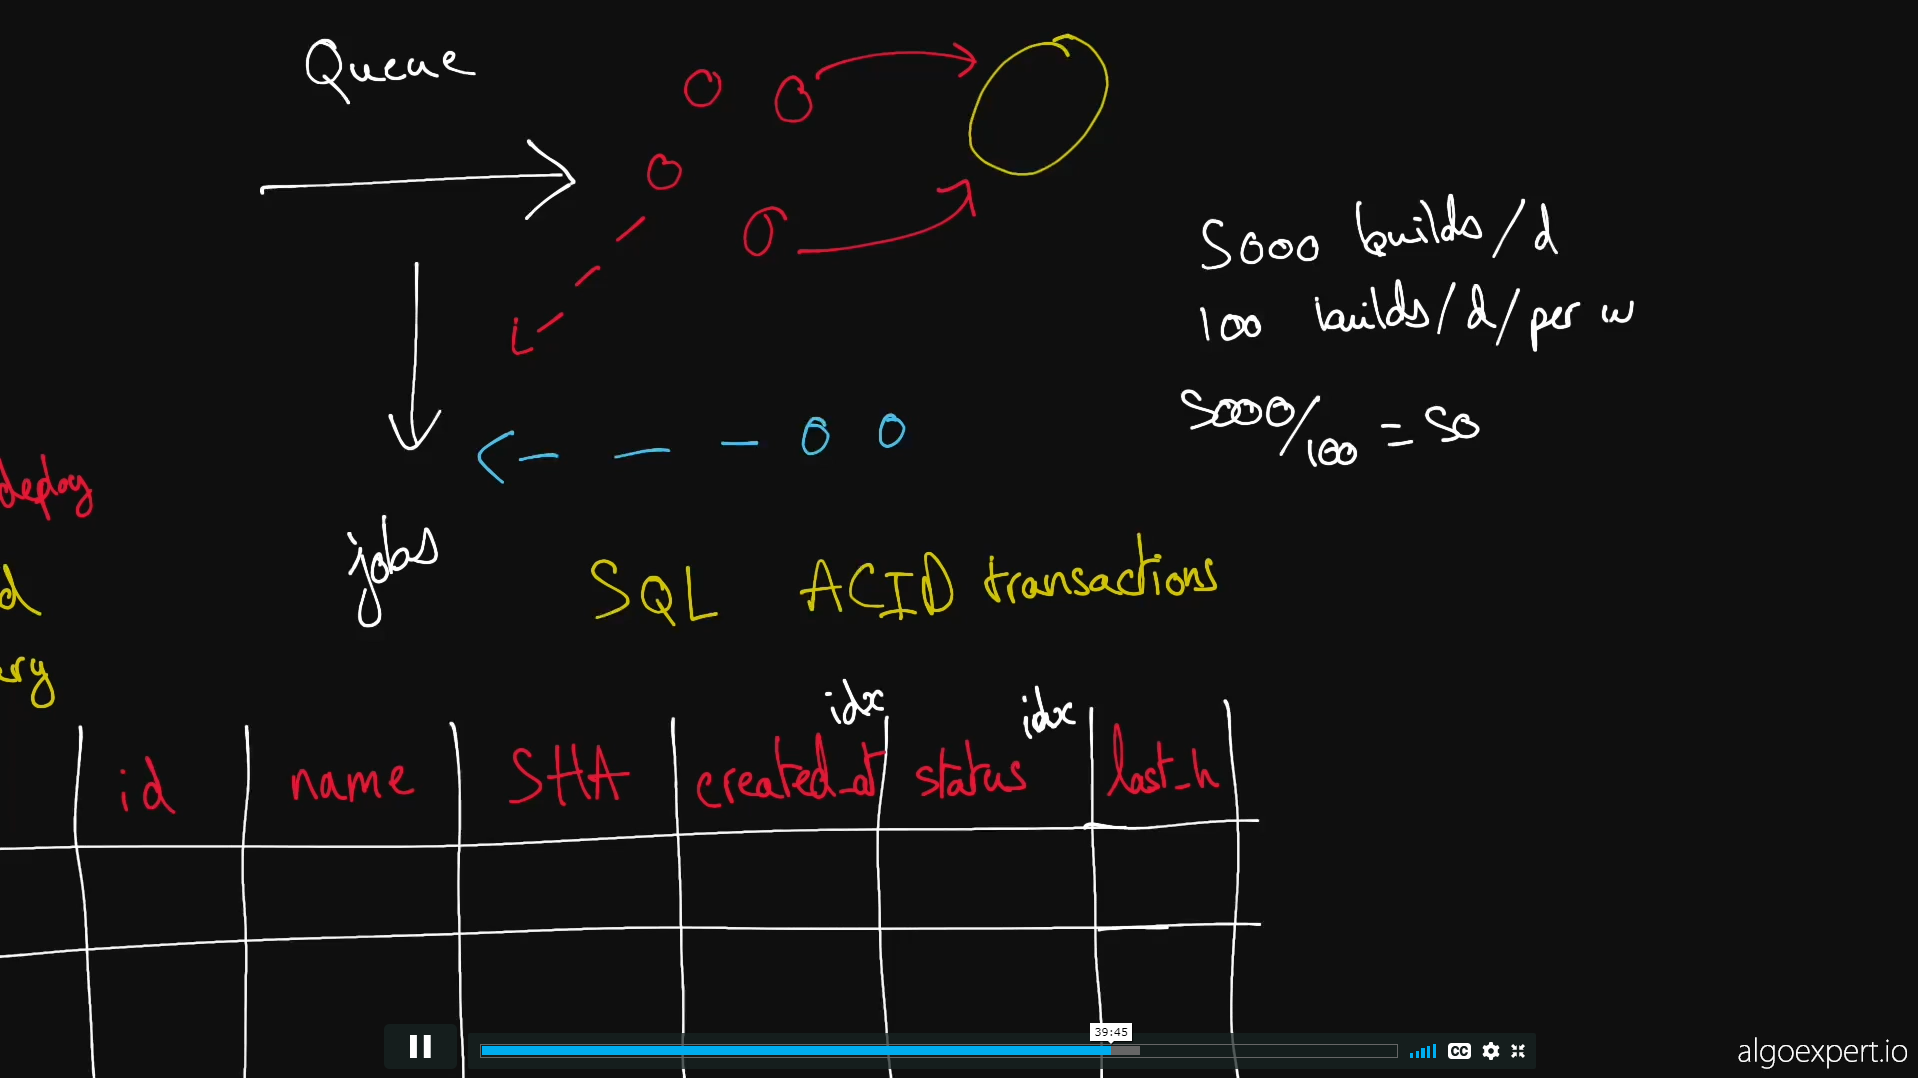 Queue
5000 builds/d
100 builds/d/per w
5000/100 = 50
deploy
jobs
SQL ACID transactions
idx idx
id name SHA created_at status last_h
39:45
CC
algoexpert.io